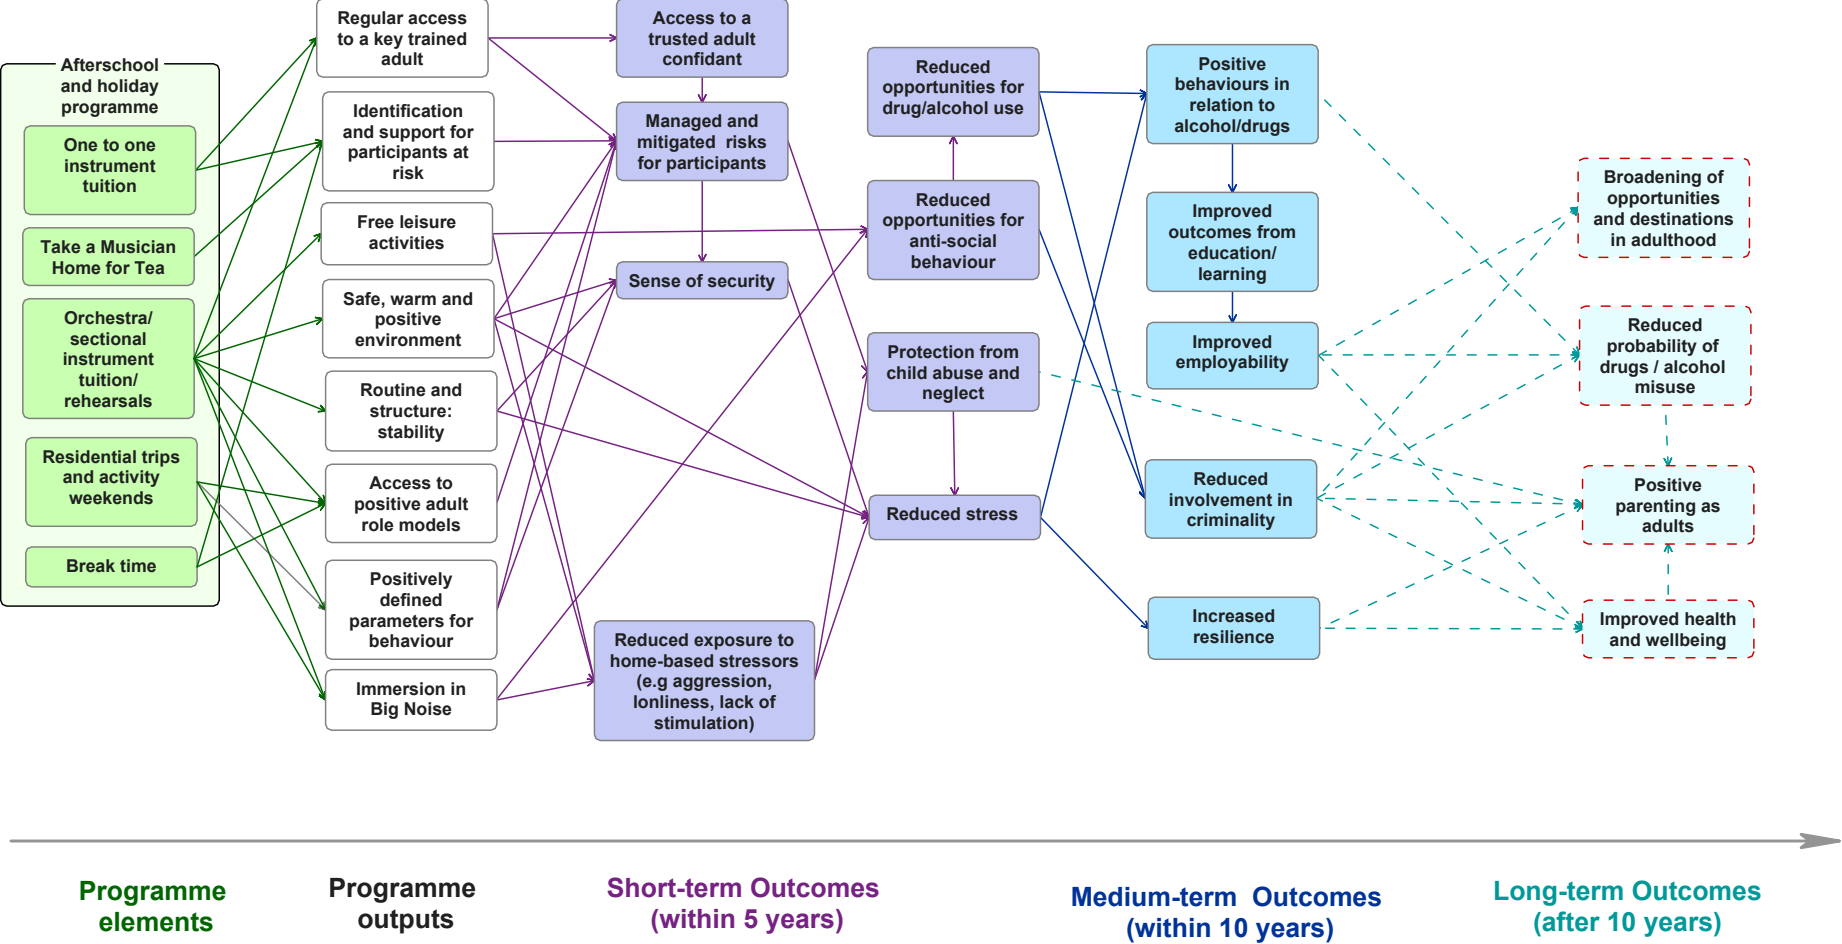 Afterschool
and holiday
programme
One to one
instrument
tuition
Take a Musician
Home for Tea
Orchestra/
sectional
instrument
tuition/
rehearsals
Residential trips
and activity
weekends
Break time
Regular access
to a key trained
adult
Identification
and support for
participants at
risk
Free leisure
activities
Safe, warm and
positive
environment
Routine and
structure:
stability
Access to
positive adult
role models
Positively
defined
parameters for
behaviour
Immersion in
Big Noise
Access to a
trusted adult
confidant
Managed and
mitigated risks
for participants
Sense of security
Reduced exposure to
home-based stressors
(e.g aggression,
lonliness, lack of
stimulation)
Reduced
opportunities for
drug/alcohol use
Reduced
opportunities for
anti-social
behaviour
Protection from
child abuse and
neglect
Reduced stress
Positive
behaviours in
relation to
alcohol/drugs
Improved
outcomes from
education/
learning
Improved
employability
Reduced
involvement in
criminality
Increased
resilience
Broadening of
opportunities
and destinations
in adulthood
Reduced
probability of
drugs / alcohol
misuse
Positive
parenting as
adults
Improved health
and wellbeing
Programme
elements
Programme
outputs
Short-term Outcomes
(within 5 years)
Medium-term Outcomes
(within 10 years)
Long-term Outcomes
(after 10 years)